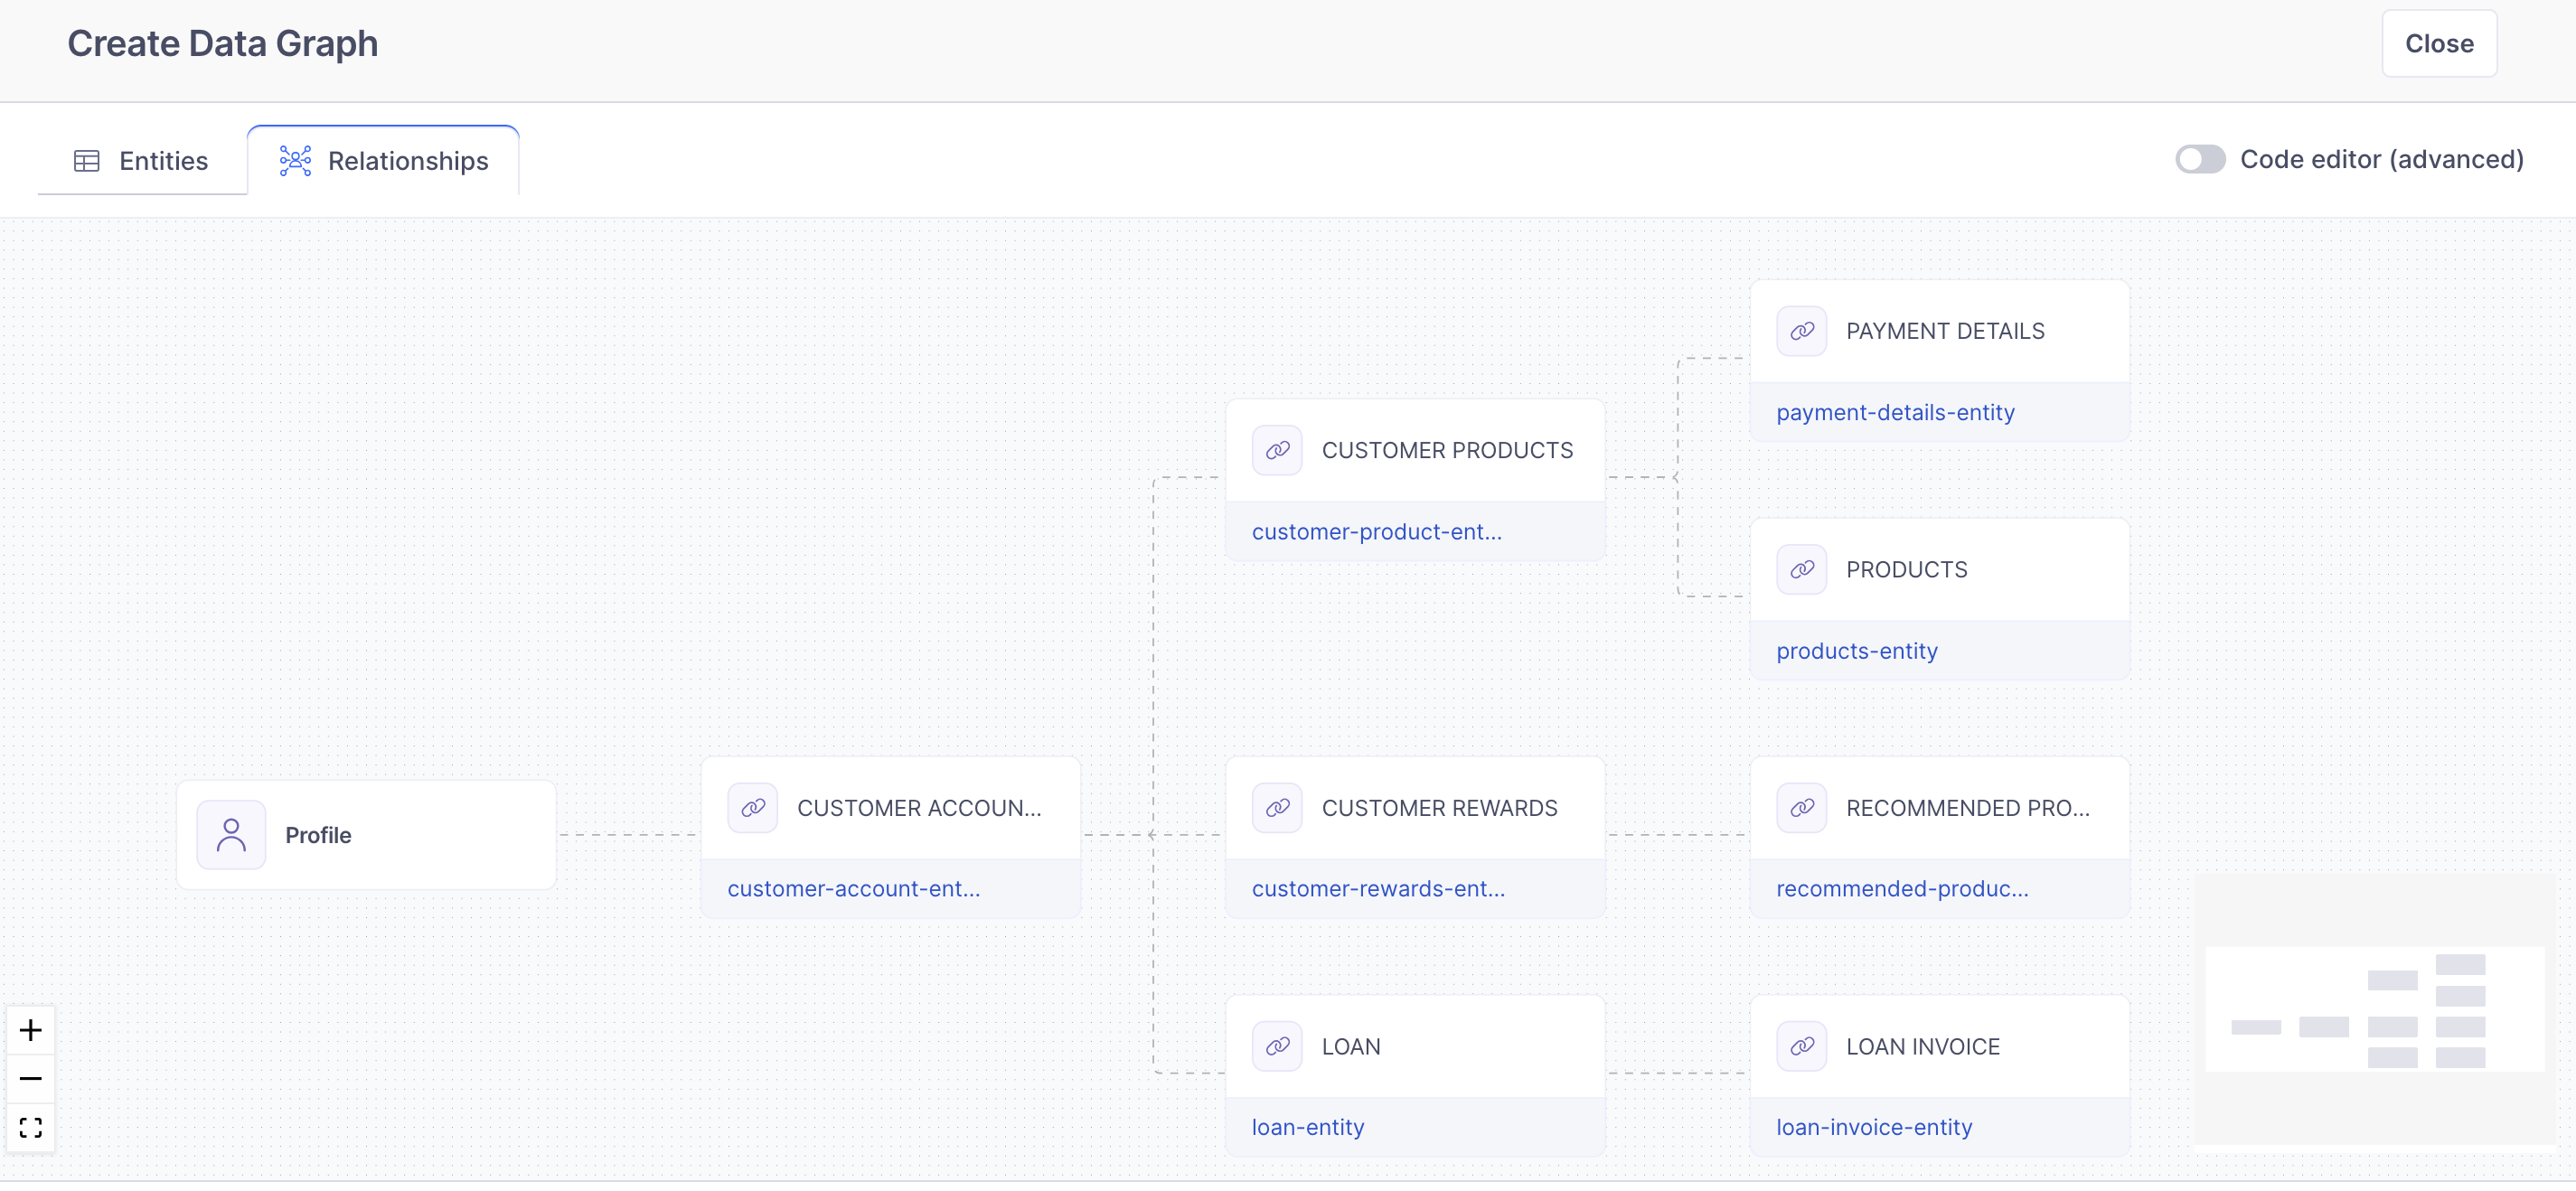 Create Data Graph
Close
Entities
Relationships
Code editor (advanced)
PAYMENT DETAILS
payment-details-entity
CUSTOMER PRODUCTS
customer-product-ent...
PRODUCTS
products-entity
Profile
CUSTOMER ACCOUN...
customer-account-ent...
CUSTOMER REWARDS
customer-rewards-ent...
RECOMMENDED PRO...
recommended-produc...
LOAN
loan-entity
LOAN INVOICE
loan-invoice-entity